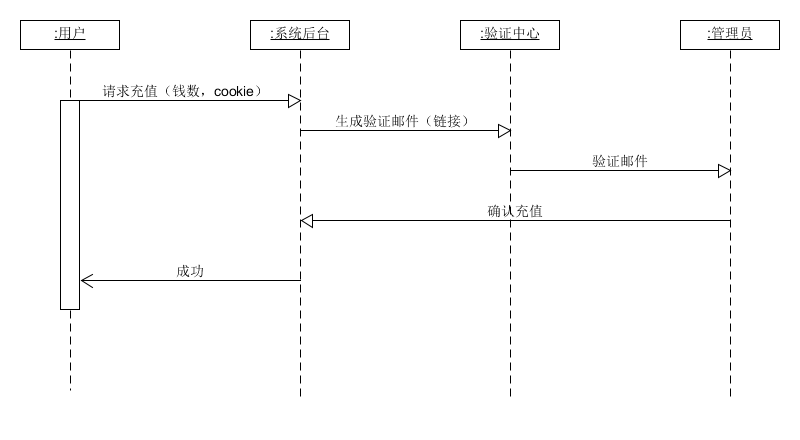 :用户
:系统后台
:验证中心
:管理员
请求充值（钱数，cookie）
生成验证邮件（链接）
验证邮件
确认充值
成功